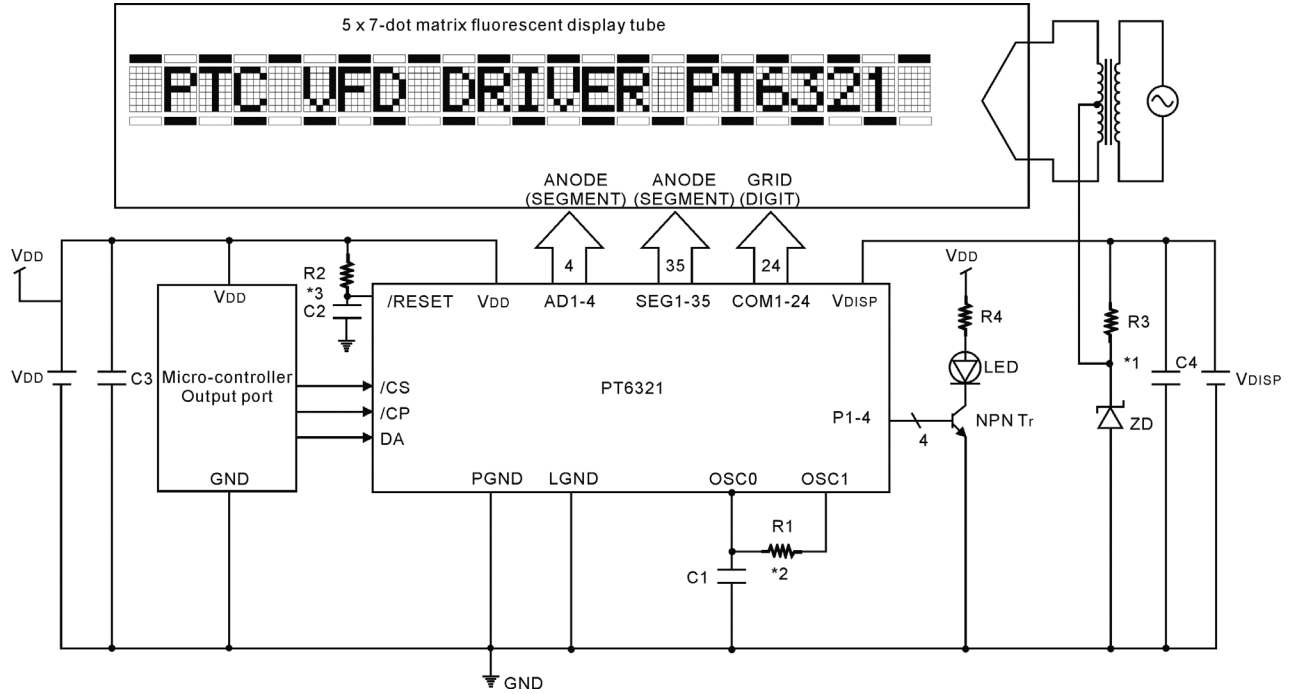 5 x 7-dot matrix fluorescent display tube
PTC VFD DRIVER PT6321
ANODE (SEGMENT)
ANODE (SEGMENT)
GRID (DIGIT)
4
35
24
VDD
VDD
R2
*3
C2
/RESET
VDD
AD1-4
SEG1-35
COM1-24
VDISP
VDD
R4
R3
VDD
C3
Micro-controller
Output port
/CS
/CP
DA
PT6321
P1-4
4
LED
NPN Tr
*1
C4
VDISP
ZD
GND
PGND
LGND
OSC0
OSC1
R1
*2
C1
GND